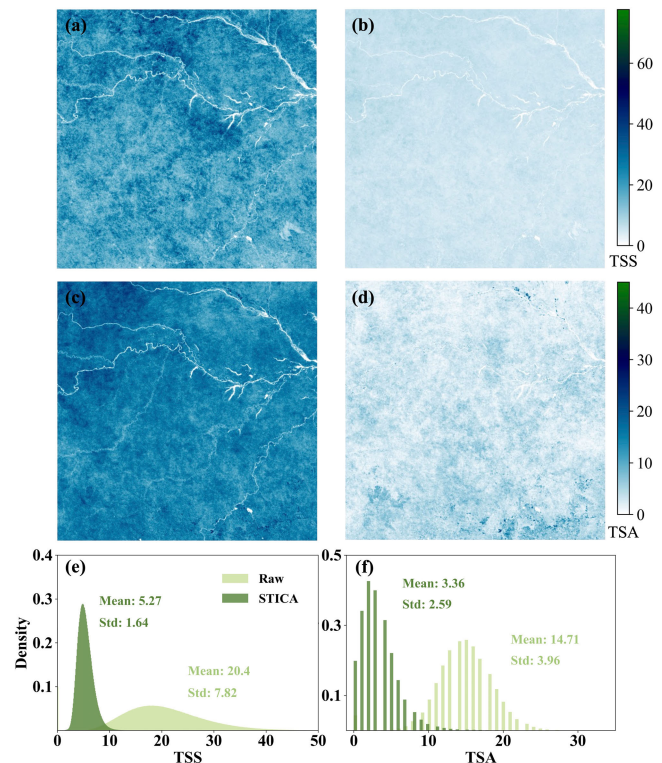 (a)
(b)
60
40
20
0
TSS
(c)
(d)
40
30
20
10
0
TSA
0.4
(e)
Raw
STICA
Mean: 5.27
Std: 1.64
0.3
0.2
0.1
Mean: 20.4
Std: 7.82
Density
0
10
20
30
40
50
TSS
0.5
(f)
Mean: 3.36
Std: 2.59
0.3
0.1
Mean: 14.71
Std: 3.96
0
10
20
30
TSA